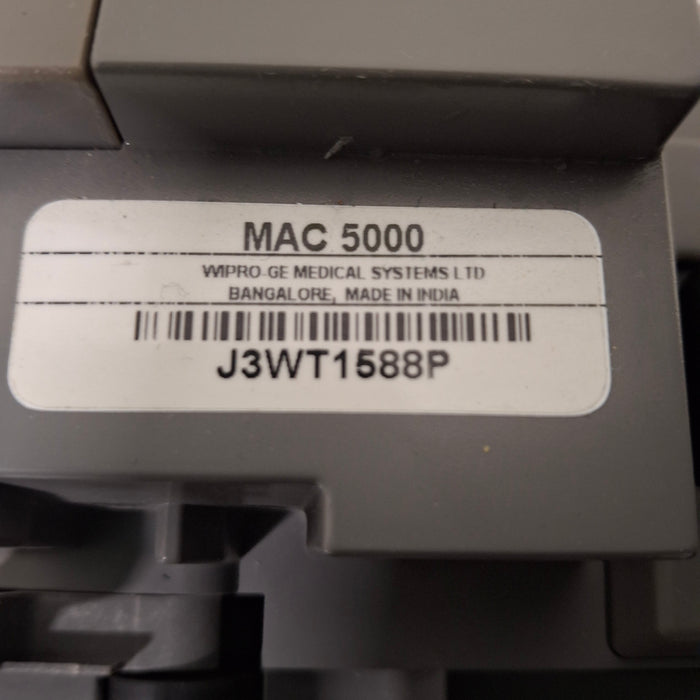 MAC 5000
WIPRO-GE MEDICAL SYSTEMS LTD
BANGALORE, MADE IN INDIA
J3WT1588P